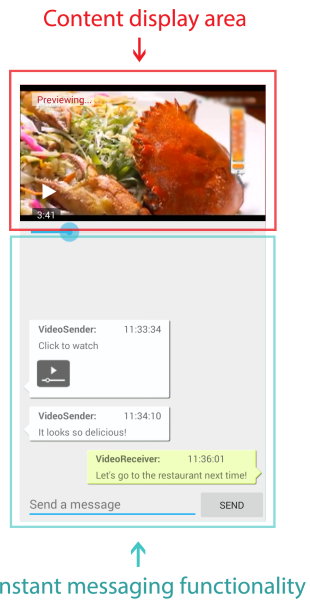 Content display area
Previewing...
3:41
VideoSender: 11:33:34
Click to watch
VideoSender: 11:34:10
It looks so delicious!
VideoReceiver: 11:36:01
Let's go to the restaurant next time!
Send a message SEND
nstant messaging functionality